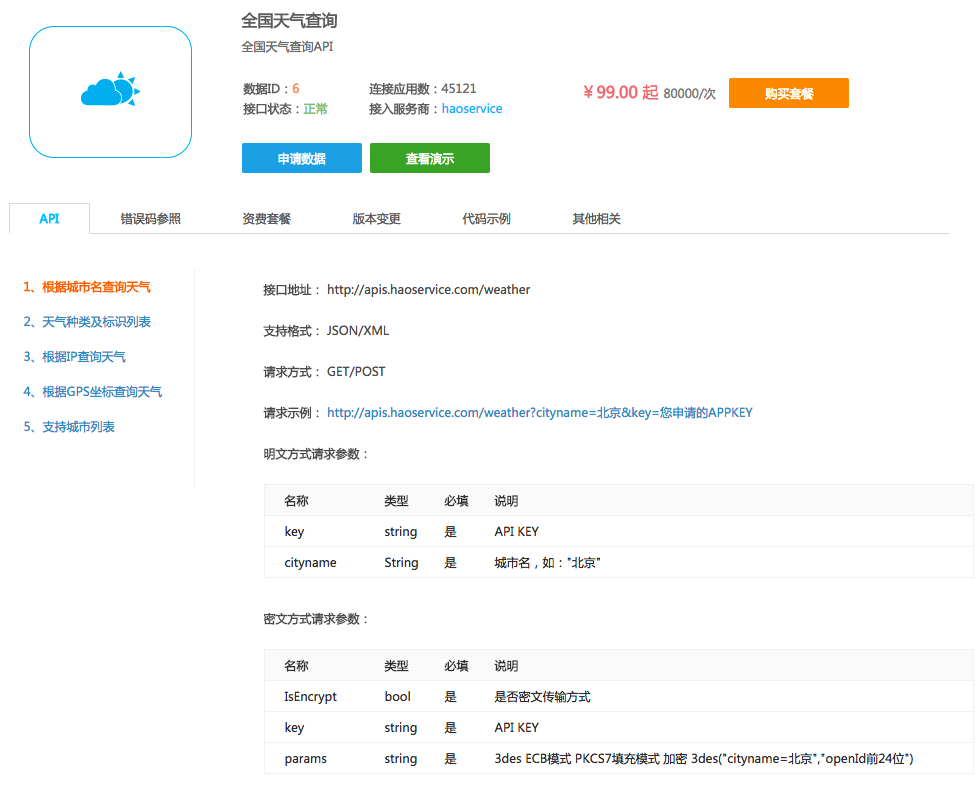 全国天气查询
全国天气查询API
数据ID：6 连接应用数：45121
¥99.00 起 80000/次 购买套餐
接口状态：正常 接入服务商：haoservice
申请数据 查看演示
API 错误码参照 资费套餐 版本变更 代码示例 其他相关
1、根据城市名查询天气
2、天气种类及标识列表
3、根据IP查询天气
4、根据GPS坐标查询天气
5、支持城市列表
接口地址： http://apis.haoservice.com/weather
支持格式： JSON/XML
请求方式： GET/POST
请求示例： http://apis.haoservice.com/weather?cityname=北京&key=您申请的APPKEY
明文方式请求参数：
名称 类型 必填 说明
key string 是 API KEY
cityname String 是 城市名，如："北京"
密文方式请求参数：
名称 类型 必填 说明
IsEncrypt bool 是 是否密文传输方式
key string 是 API KEY
params string 是 3des ECB模式 PKCS7填充模式 加密 3des("cityname=北京","openId前24位")